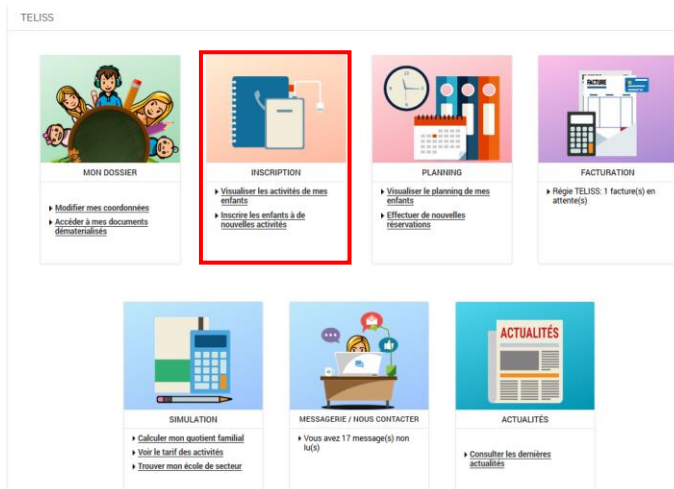 TELISS
MON DOSSIER
Modifier mes coordonnées
Accéder à mes documents
dématerialisés
INSCRIPTION
Visualiser les activités de mes
enfants
Inscrire les enfants à de
nouvelles activités
PLANNING
Visualiser le planning de mes
enfants
Effectuer de nouvelles
réservations
FACTURE
FACTURATION
Régie TELISS: 1 facture(s) en
attente(s)
SIMULATION
Calculer mon quotient familial
Voir le tarif des activités
Trouver mon école de secteur
MESSAGERIE / NOUS CONTACTER
Vous avez 17 message(s) non
lu(s)
ACTUALITÉS
ACTUALITÉS
Consulter les dernières
actualités